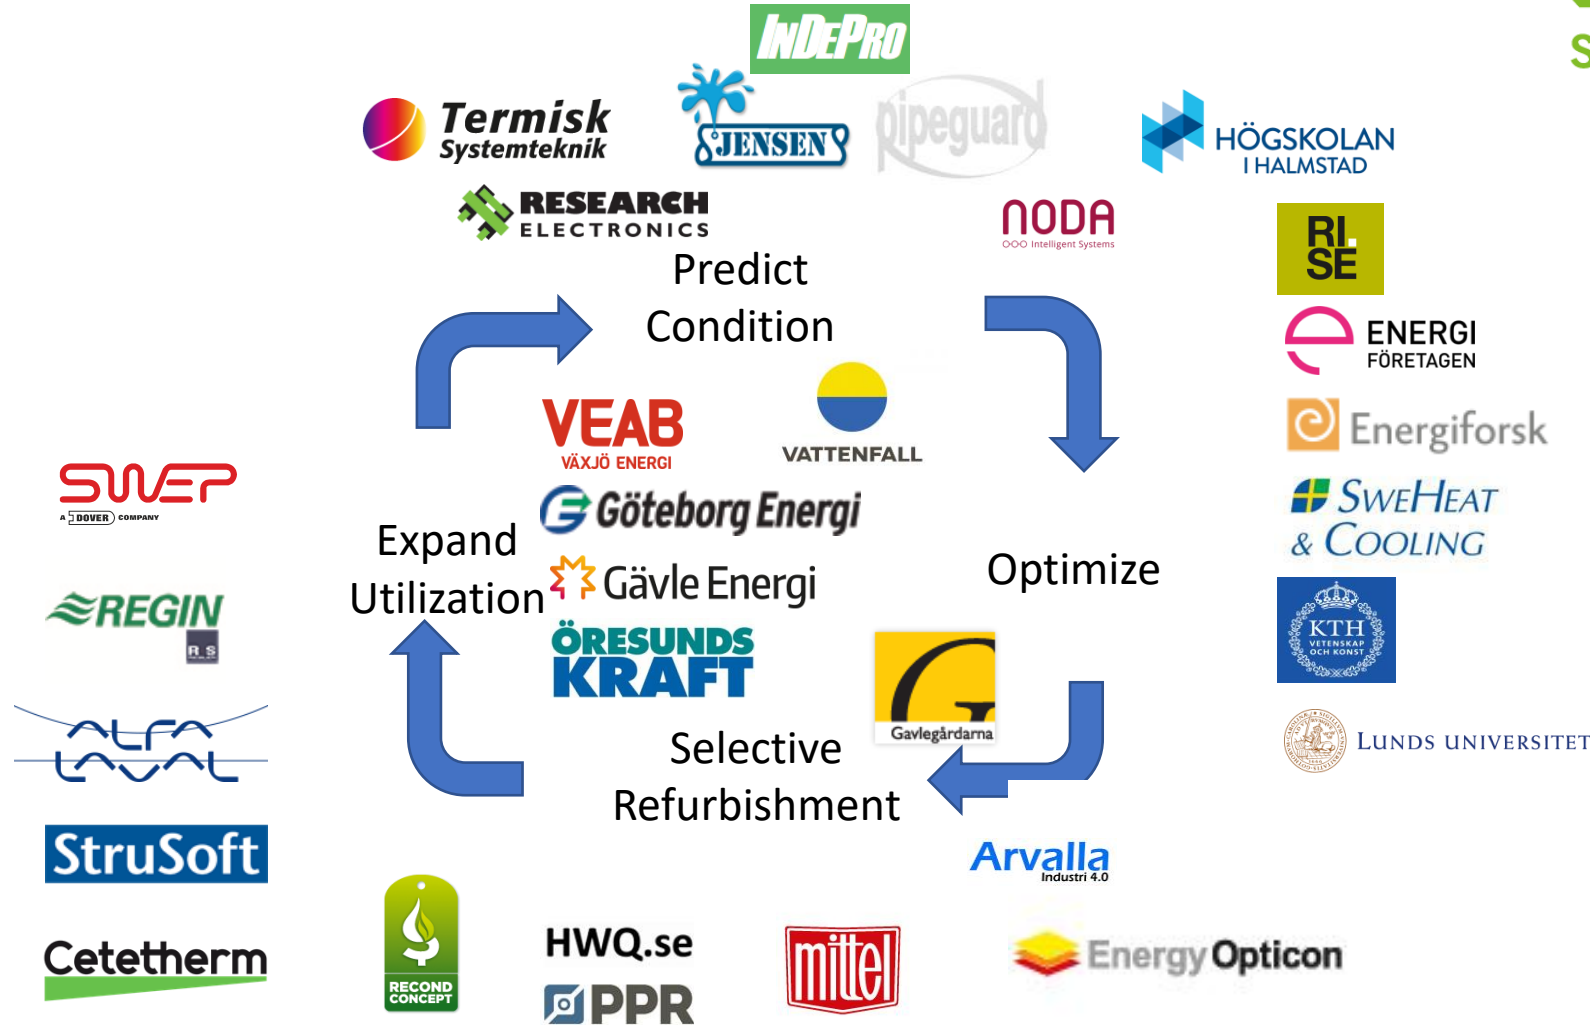 INDEPRO
S
Termisk
Systemteknik
JENSEN
pipeguard
HÖGSKOLAN
I HALMSTAD
RESEARCH
ELECTRONICS
NODA
Intelligent Systems
RI.
SE
Predict
Condition
ENERGI
FÖRETAGEN
VEAB
VÄXJÖ ENERGI
VATTENFALL
Energiforsk
SWEP
A DOVER COMPANY
Göteborg Energi
SWEHEAT
& COOLING
Expand
Utilization
Gävle Energi
Optimize
REGIN
R S
KTH
VETENSKAP
OCH KONST
ÖRESUNDS
KRAFT
Gavlegårdarna
ALFA
LAVAL
Selective
Refurbishment
LUNDS UNIVERSITET
StruSoft
Arvalla
Industri 4.0
Cetetherm
RECOND
CONCEPT
HWQ.se
PPR
mittel
Energy Opticon